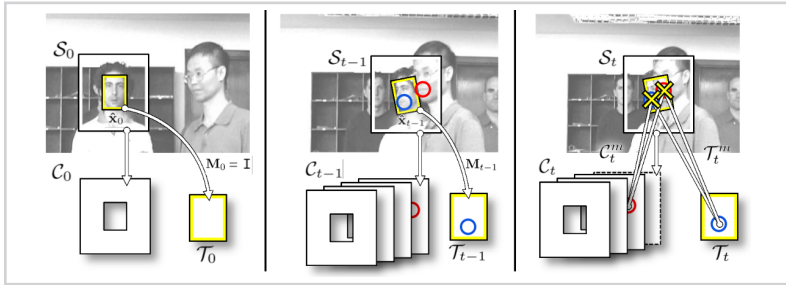 𝒮₀
x̂₀
M₀ = I
𝒞₀
𝒯₀
𝒮ₜ₋₁
xₜ₋₁
Mₜ₋₁
𝒞ₜ₋₁
𝒯ₜ₋₁
𝒮ₜ
𝒞ₜᵐ
𝒯ₜᵐ
𝒞ₜ
𝒯ₜ